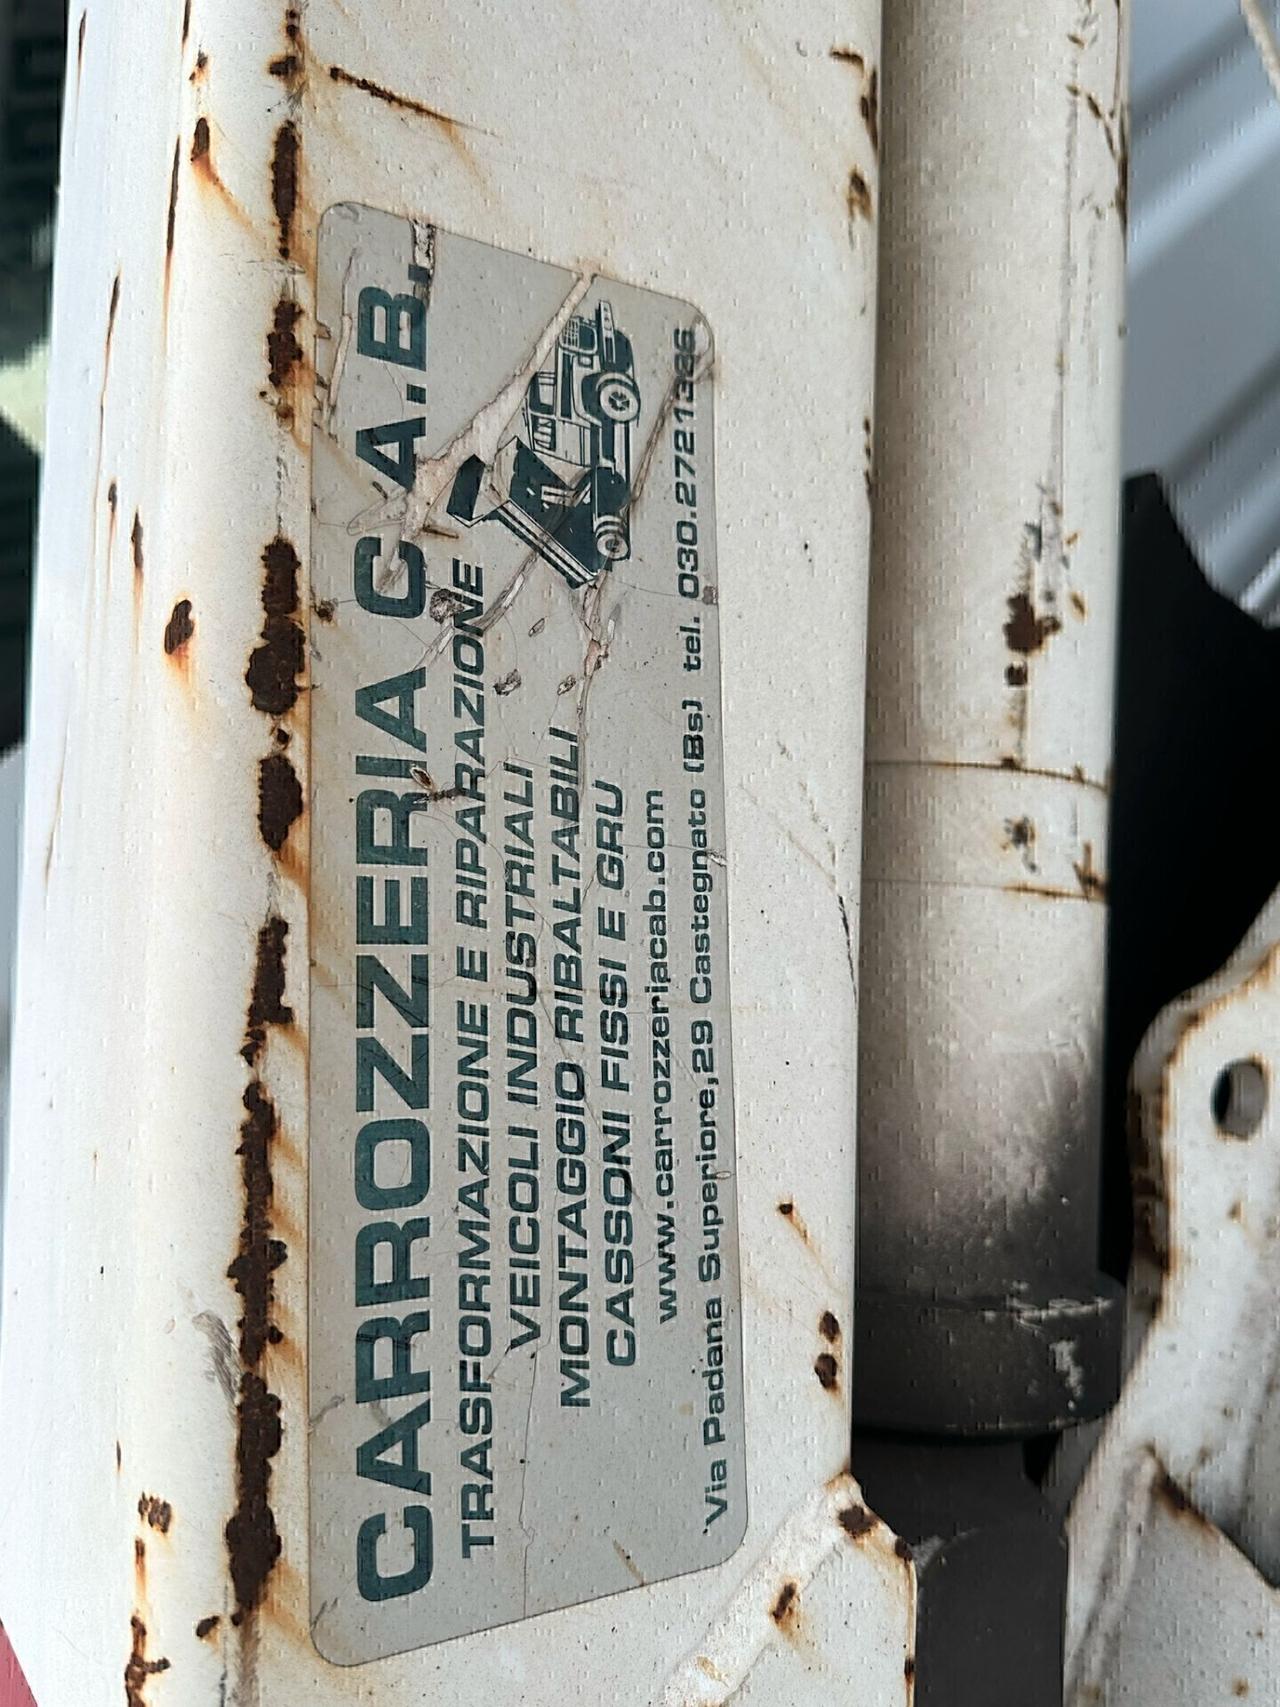 CARROZZERIA C.A.B.
TRASFORMAZIONE E RIPARAZIONE
VEICOLI INDUSTRIALI
MONTAGGIO RIBALTABILI
CASSONI FISSI E GRU
www.carrozzeriacab.com
Via Padana Superiore,29 Castegnato (Bs) tel. 030.2721386